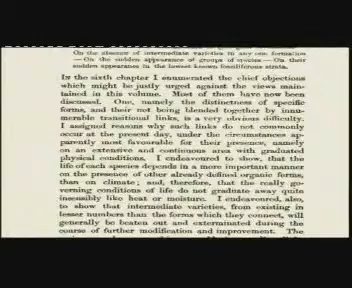 On the absence of intermediate varieties in any one formation
— On the sudden appearance of groups of species — On their
sudden appearance in the lowest known fossiliferous strata.
In the sixth chapter I enumerated the chief objections
which might be justly urged against the views main-
tained in this volume. Most of them have now been
discussed. One, namely the distinctness of specific
forms, and their not being blended together by innu-
merable transitional links, is a very obvious difficulty.
I assigned reasons why such links do not commonly
occur at the present day, under the circumstances ap-
parently most favourable for their presence, namely
on an extensive and continuous area with graduated
physical conditions. I endeavoured to show, that the
life of each species depends in a more important manner
on the presence of other already defined organic forms,
than on climate; and, therefore, that the really go-
verning conditions of life do not graduate away quite
insensibly like heat or moisture. I endeavoured, also,
to show that intermediate varieties, from existing in
lesser numbers than the forms which they connect, will
generally be beaten out and exterminated during the
course of further modification and improvement. The